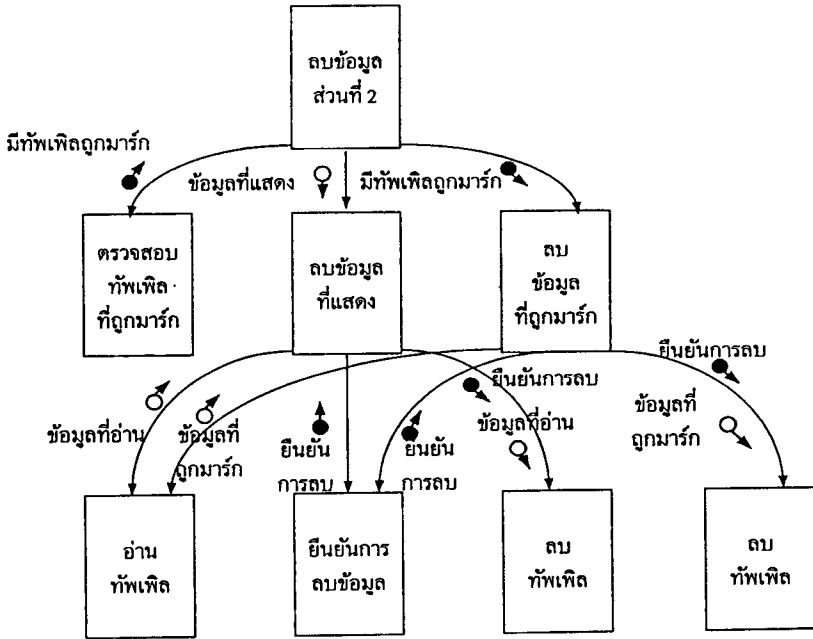 ลบข้อมูล
ส่วนที่ 2
มีทัพเพิลถูกมาร์ก
ข้อมูลที่แสดง
มีทัพเพิลถูกมาร์ก
ตรวจสอบ
ทัพเพิล
ที่ถูกมาร์ก
ลบข้อมูล
ที่แสดง
ลบ
ข้อมูล
ที่ถูกมาร์ก
ข้อมูลที่อ่าน
ข้อมูลที่
ถูกมาร์ก
ยืนยัน
การลบ
ยืนยัน
การลบ
ยืนยันการลบ
ข้อมูลที่อ่าน
ยืนยันการลบ
ข้อมูลที่
ถูกมาร์ก
อ่าน
ทัพเพิล
ยืนยันการ
ลบข้อมูล
ลบ
ทัพเพิล
ลบ
ทัพเพิล